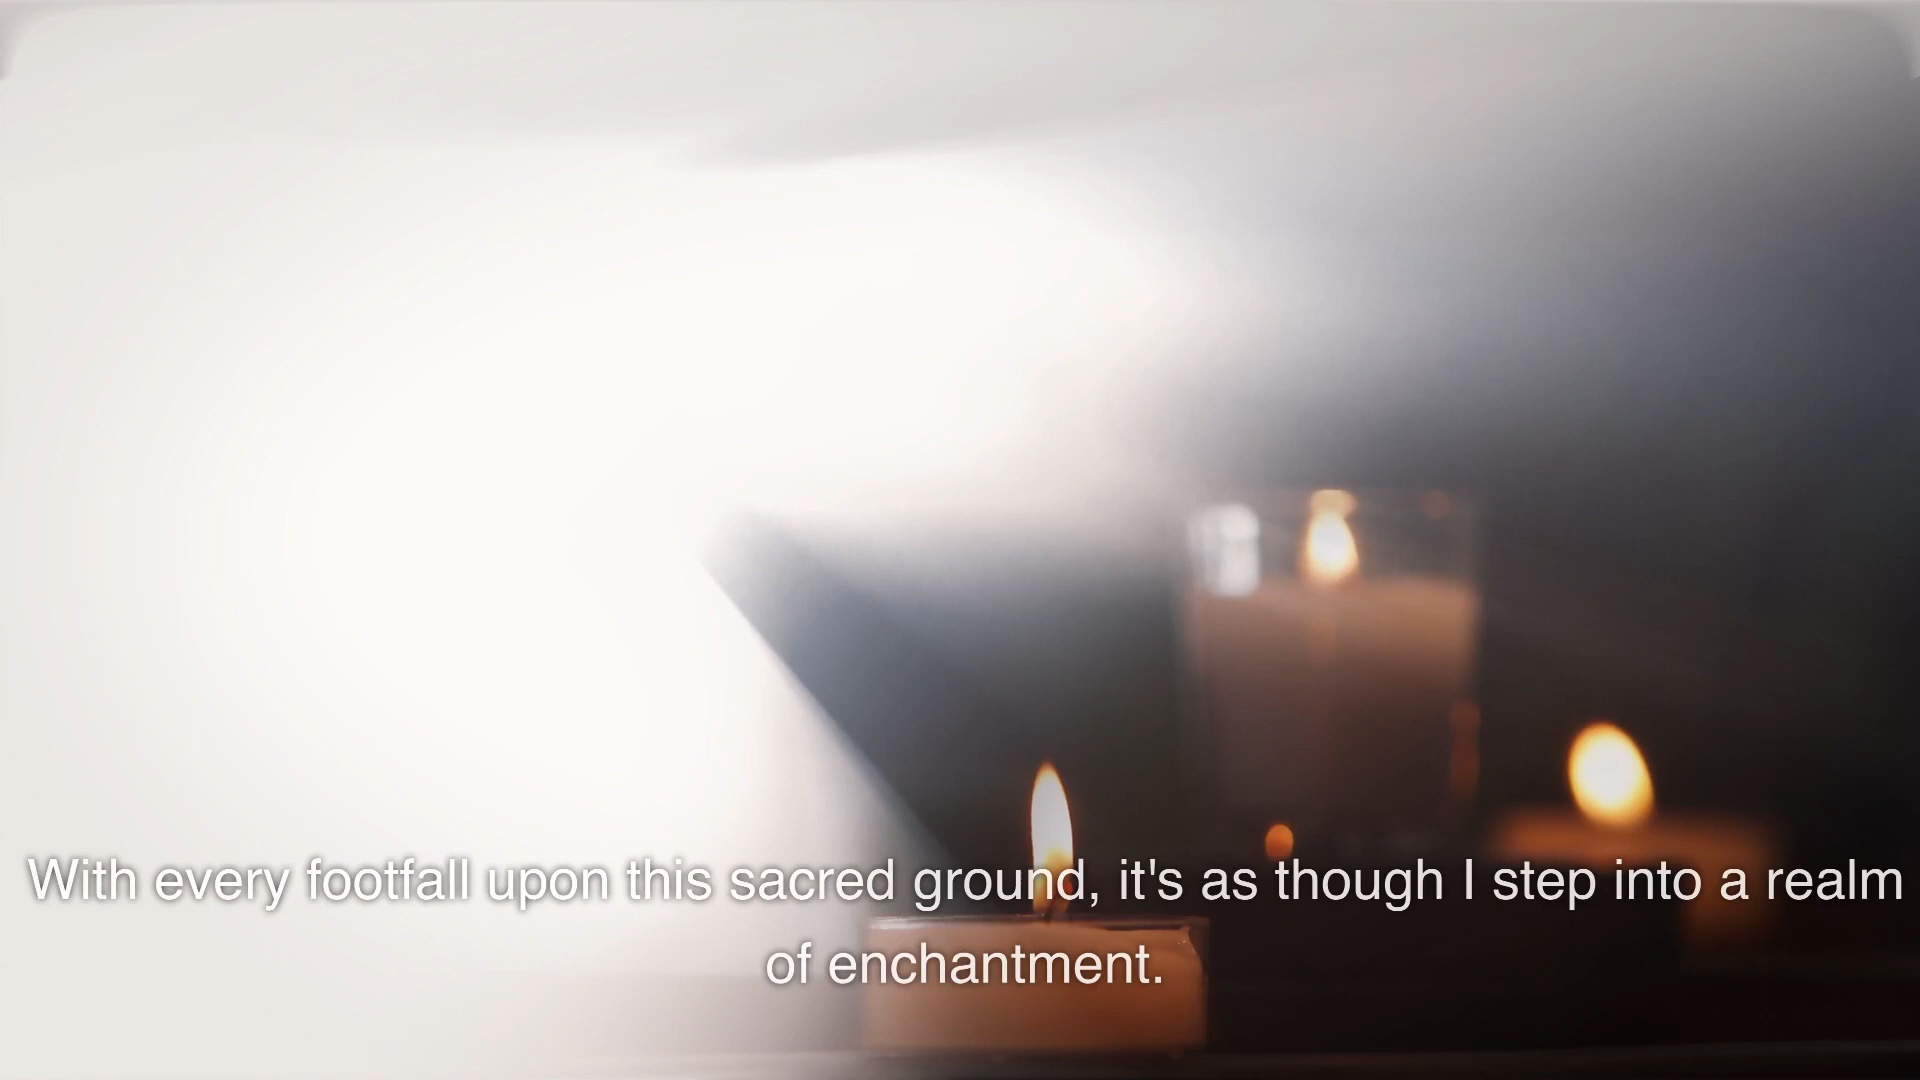 With every footfall upon this sacred ground, it's as though I step into a realm
of enchantment.